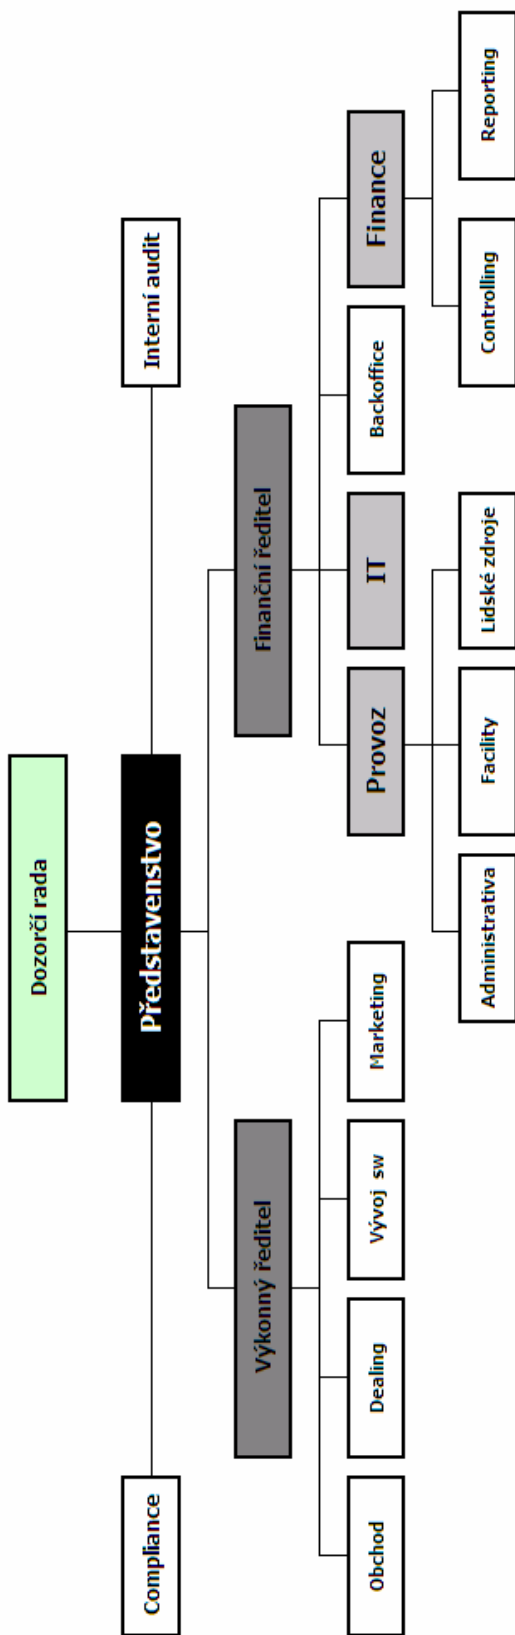 Dozorčí rada
Compliance
Představenstvo
Interní audit
Výkonný ředitel
Finanční ředitel
Obchod
Dealing
Vývoj sw
Marketing
Provoz
IT
Backoffice
Finance
Administrativa
Facility
Lidské zdroje
Controlling
Reporting